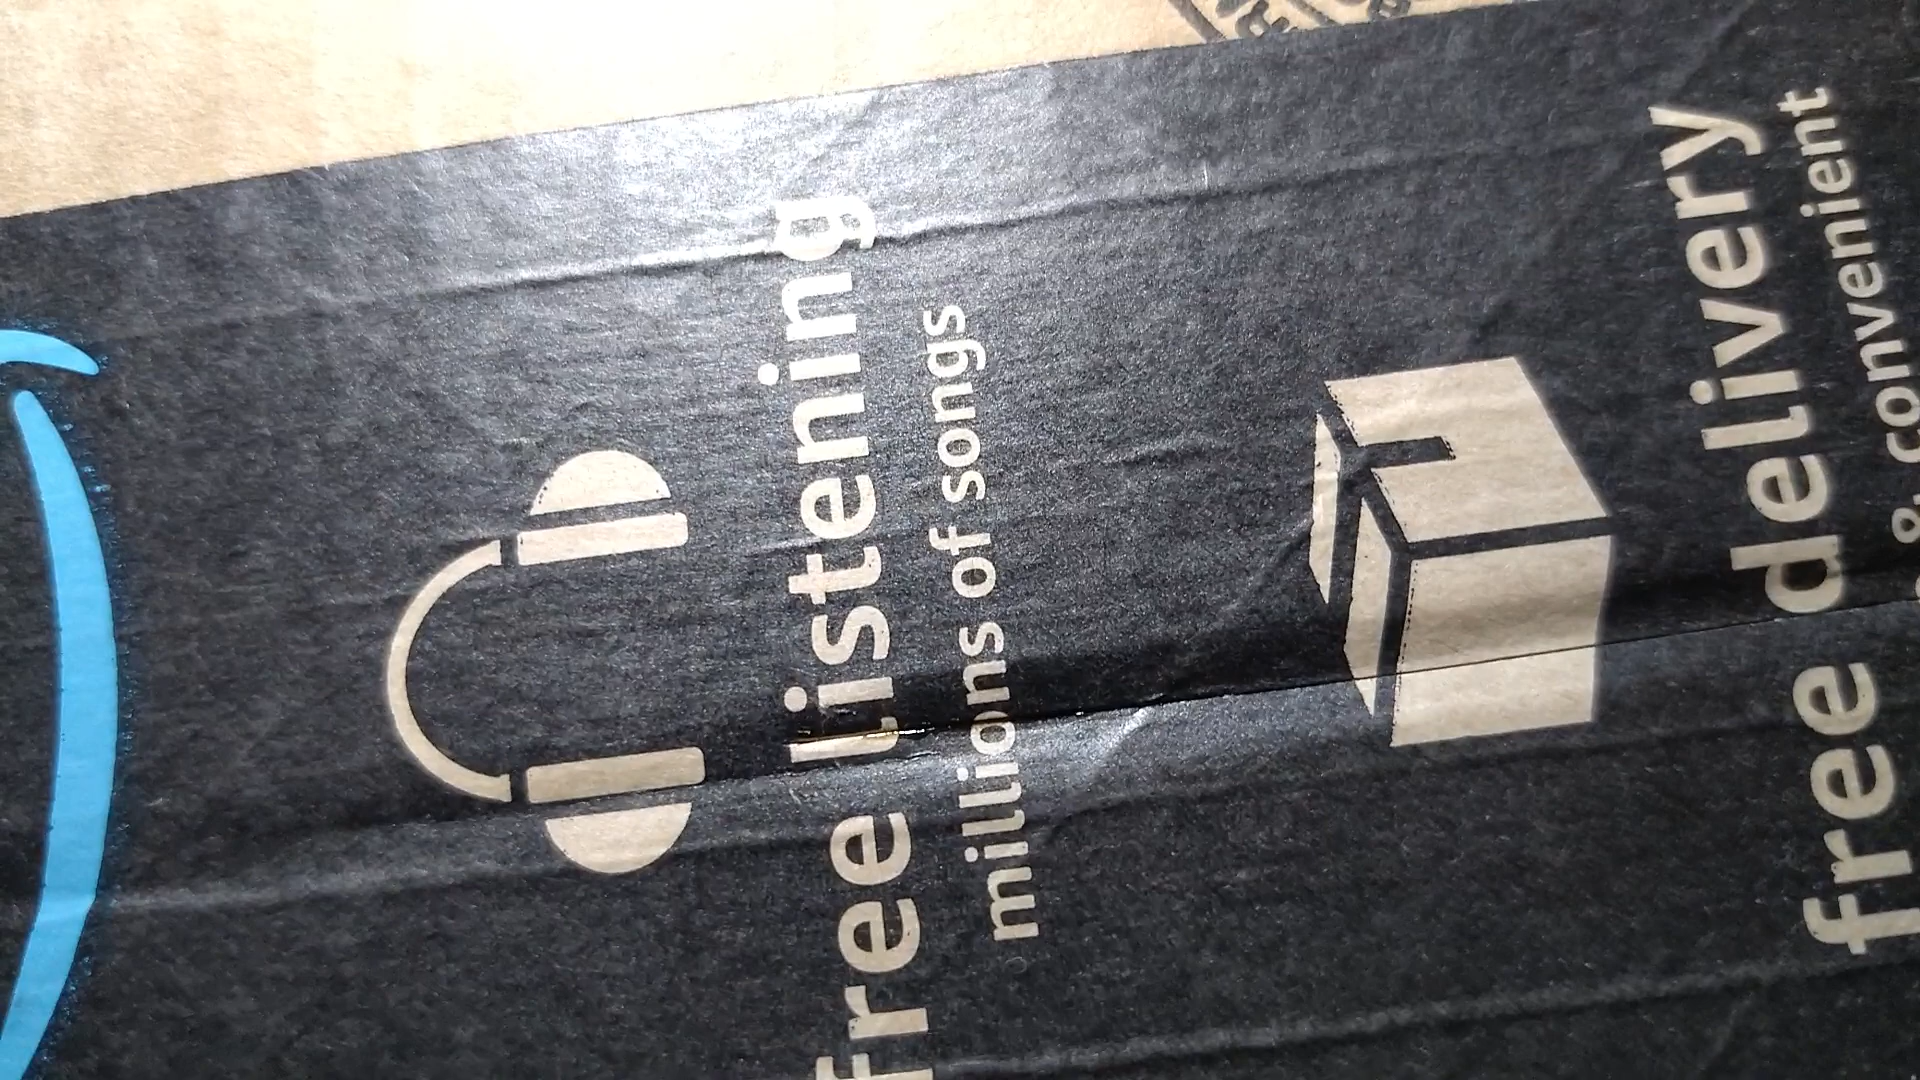 free listening
millions of songs
free delivery
& convenient